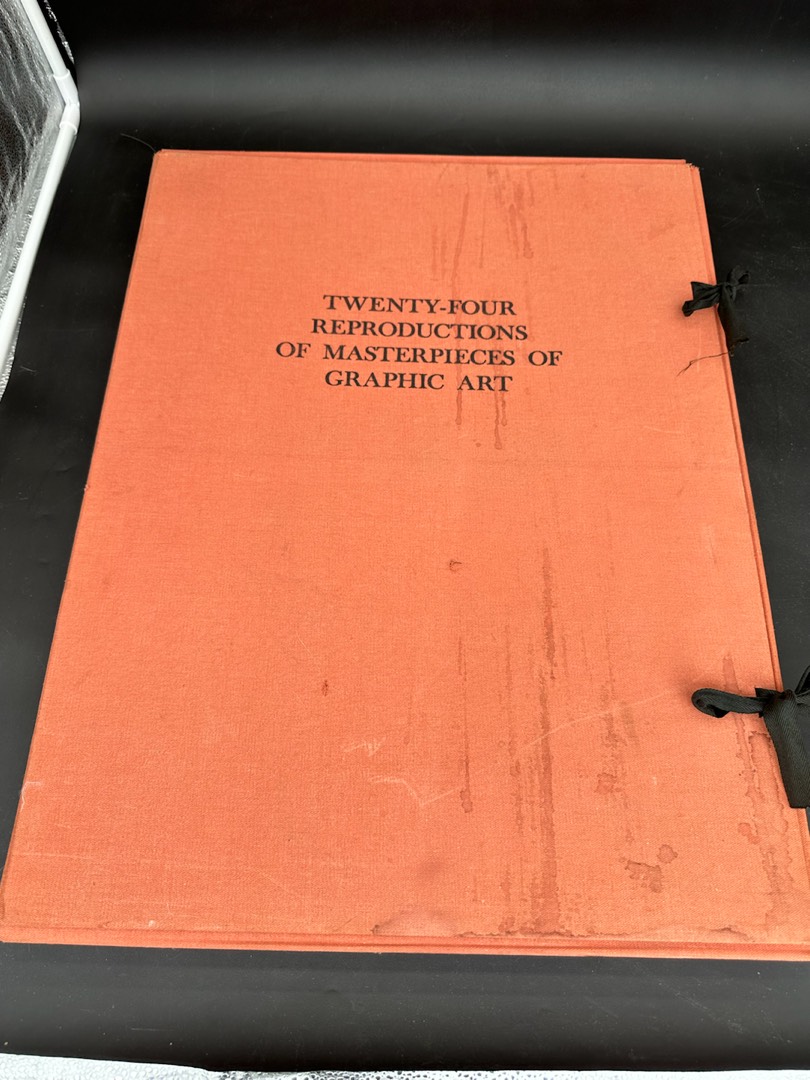 TWENTY-FOUR
REPRODUCTIONS
OF MASTERPIECES OF
GRAPHIC ART